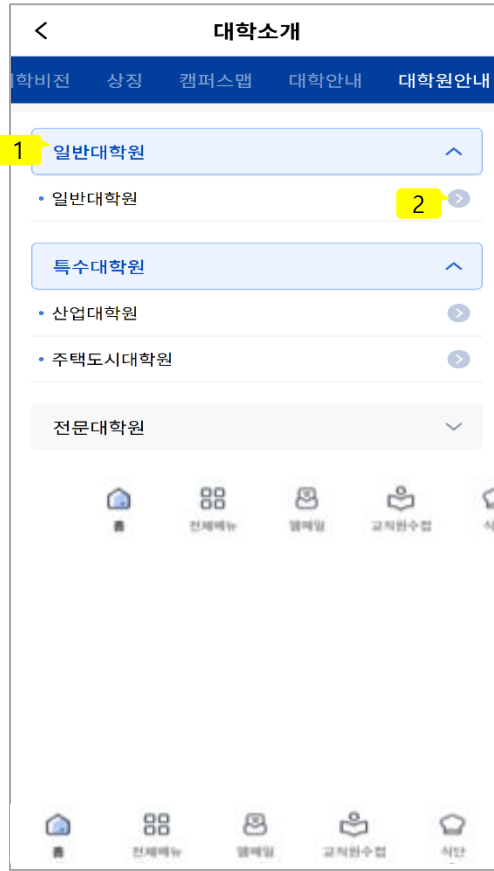 대학소개
학비전 상징 캠퍼스맵 대학안내 대학원안내
1 일반대학원
일반대학원 2
특수대학원
산업대학원
주택도시대학원
전문대학원
홈 전체메뉴 웹메일 교직원수첩
홈 전체메뉴 웹메일 교직원수첩 식단